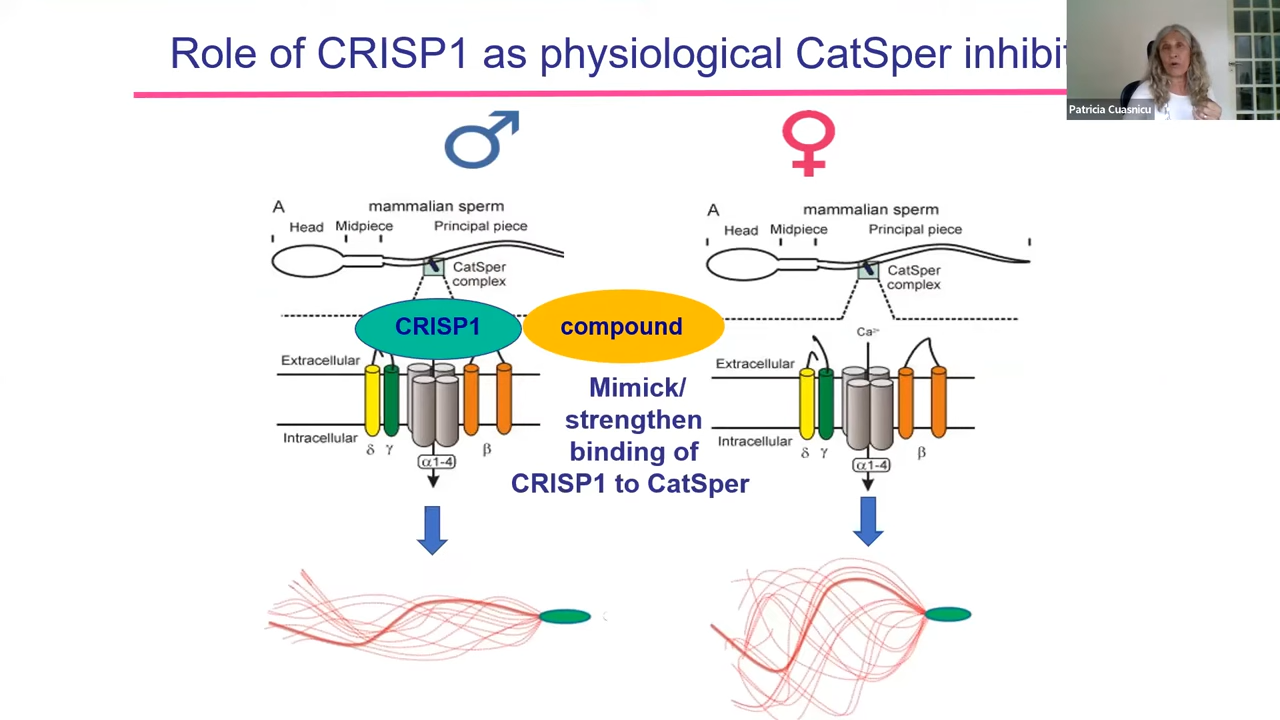 Role of CRISP1 as physiological CatSper inhibit
Patricia Cuasnicu
A
mammalian sperm
Head
Midpiece
Principal piece
CatSper
complex
CRISP1
compound
Extracellular
Intracellular
δ
γ
α1-4
β
Mimick/
strengthen
binding of
CRISP1 to CatSper
A
mammalian sperm
Head
Midpiece
Principal piece
CatSper
complex
Ca²⁺
Extracellular
Intracellular
δ
γ
α1-4
β